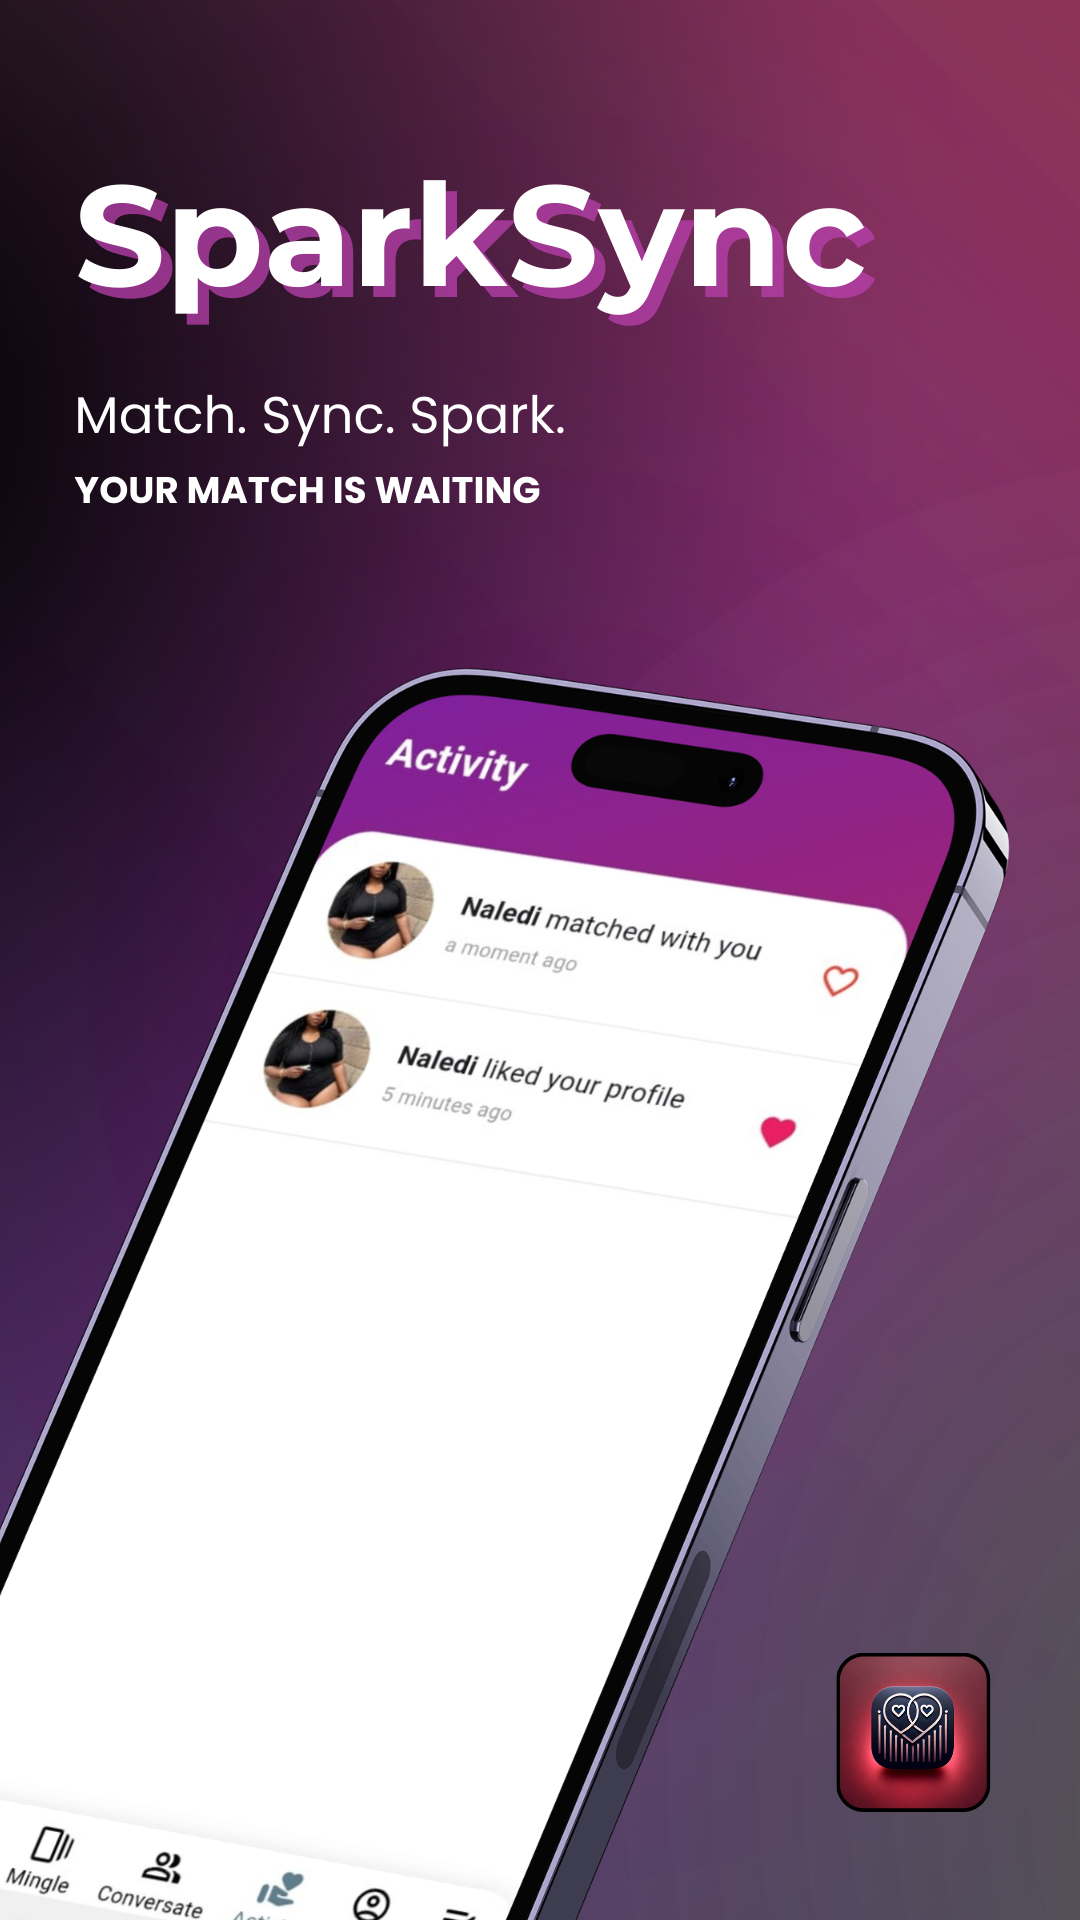 SparkSync
Match. Sync. Spark.
YOUR MATCH IS WAITING
Activity
Naledi matched with you
a moment ago
Naledi liked your profile
5 minutes ago
Mingle
Conversate